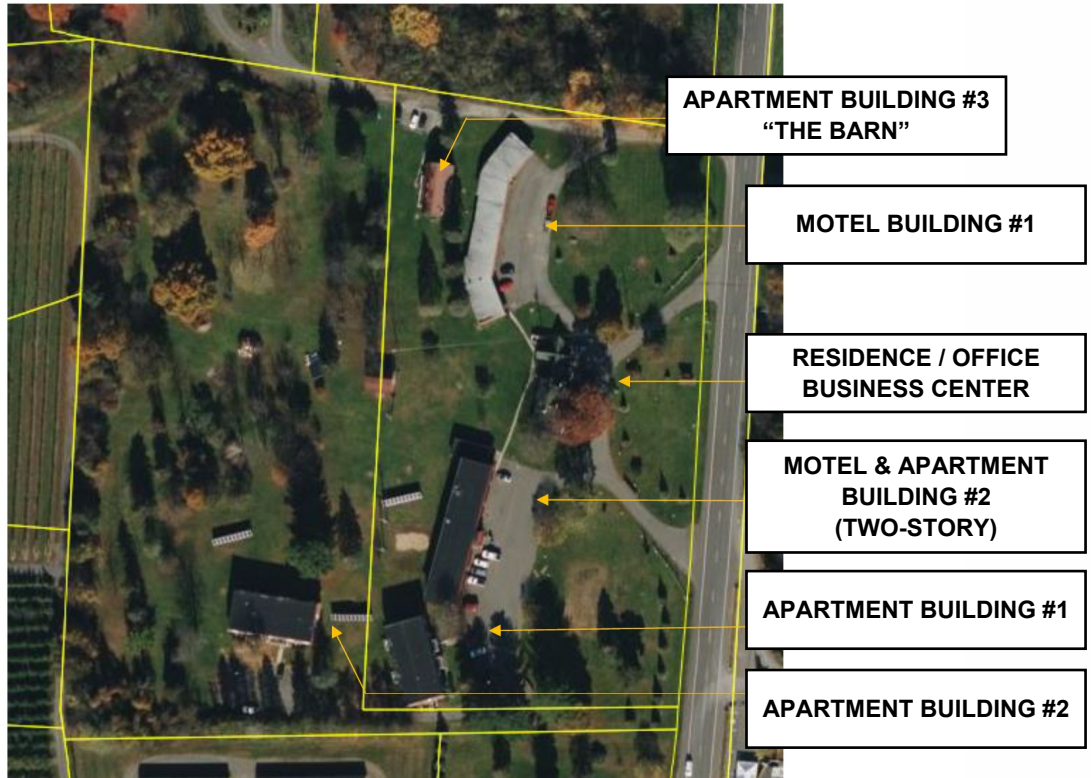 APARTMENT BUILDING #3
“THE BARN”
MOTEL BUILDING #1
RESIDENCE / OFFICE
BUSINESS CENTER
MOTEL & APARTMENT
BUILDING #2
(TWO-STORY)
APARTMENT BUILDING #1
APARTMENT BUILDING #2